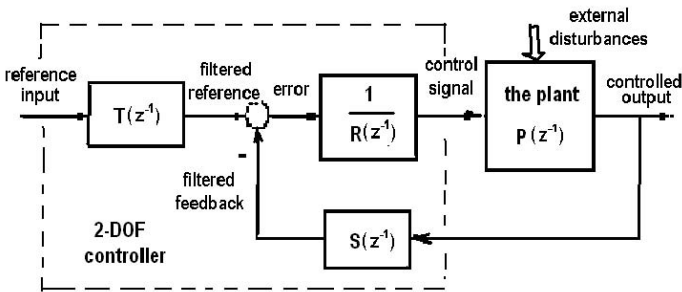 external
disturbances
reference
input
T(z⁻¹)
filtered
reference
error
1
R(z⁻¹)
control
signal
the plant
P(z⁻¹)
controlled
output
-
filtered
feedback
S(z⁻¹)
2-DOF
controller